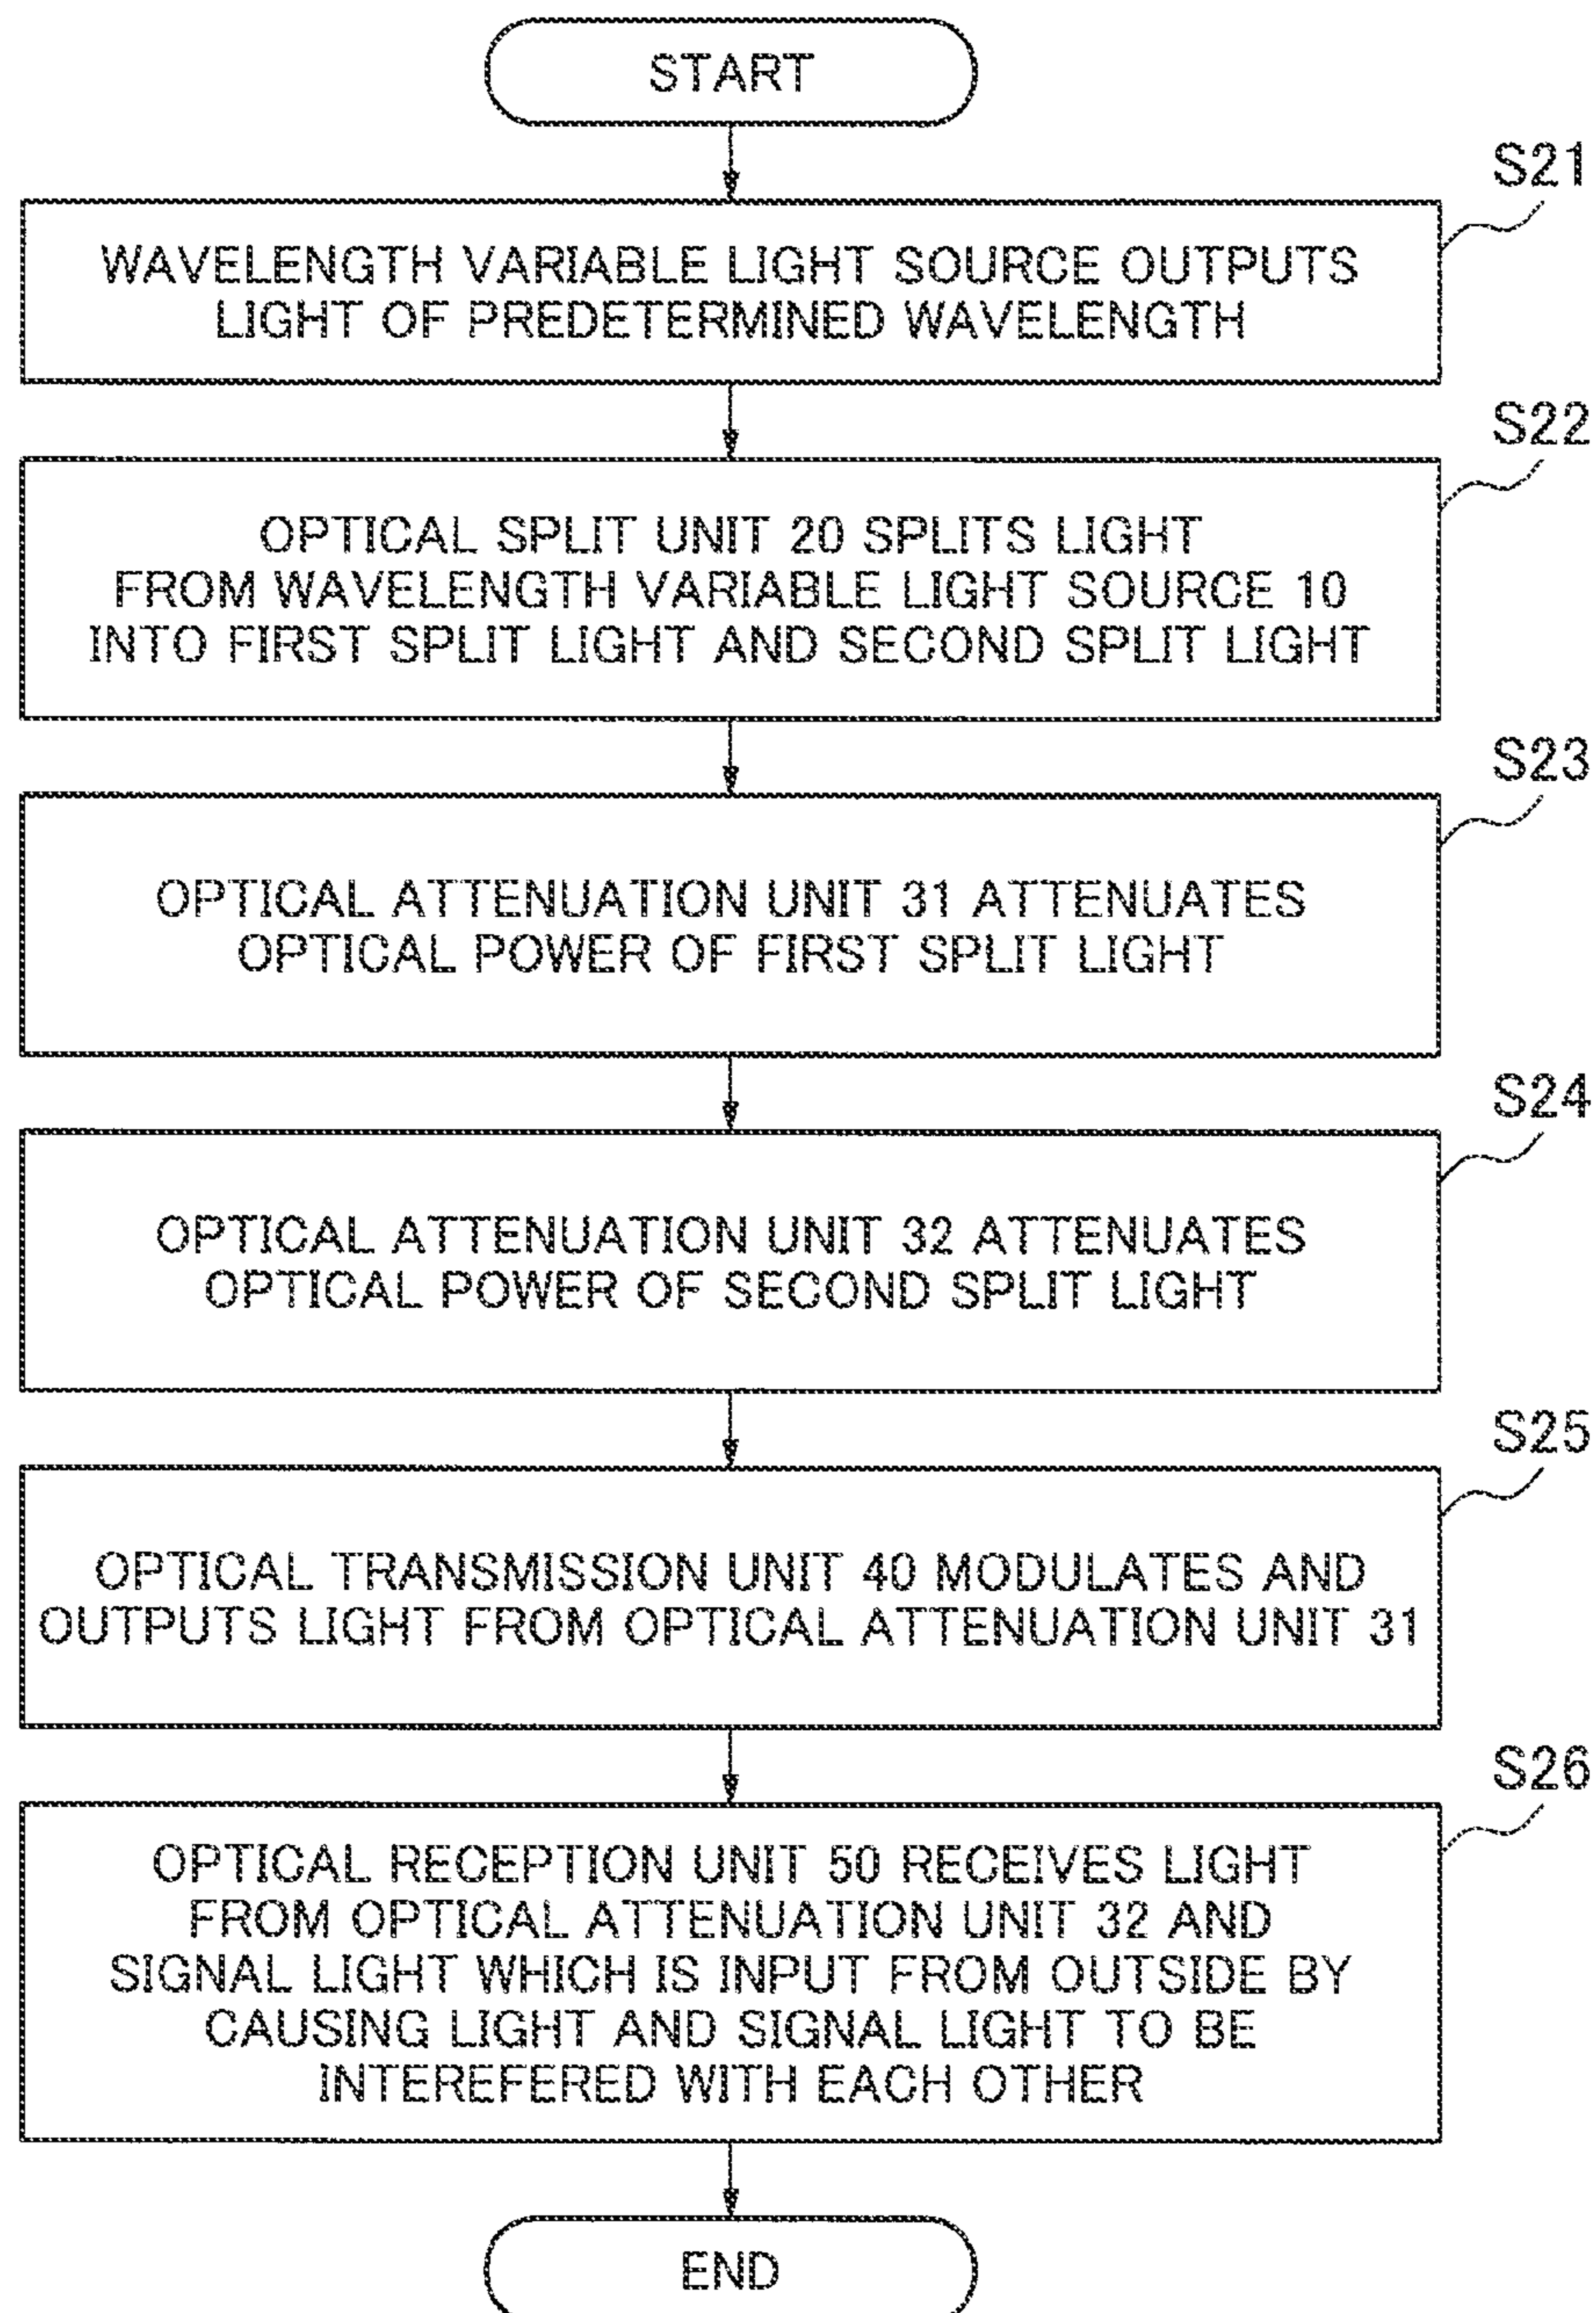 START
S21
WAVELENGTH VARIABLE LIGHT SOURCE OUTPUTS
LIGHT OF PREDETERMINED WAVELENGTH
S22
OPTICAL SPLIT UNIT 20 SPLITS LIGHT
FROM WAVELENGTH VARIABLE LIGHT SOURCE 10
INTO FIRST SPLIT LIGHT AND SECOND SPLIT LIGHT
S23
OPTICAL ATTENUATION UNIT 31 ATTENUATES
OPTICAL POWER OF FIRST SPLIT LIGHT
S24
OPTICAL ATTENUATION UNIT 32 ATTENUATES
OPTICAL POWER OF SECOND SPLIT LIGHT
S25
OPTICAL TRANSMISSION UNIT 40 MODULATES AND
OUTPUTS LIGHT FROM OPTICAL ATTENUATION UNIT 31
S26
OPTICAL RECEPTION UNIT 50 RECEIVES LIGHT
FROM OPTICAL ATTENUATION UNIT 32 AND
SIGNAL LIGHT WHICH IS INPUT FROM OUTSIDE BY
CAUSING LIGHT AND SIGNAL LIGHT TO BE
INTEREFERED WITH EACH OTHER
END